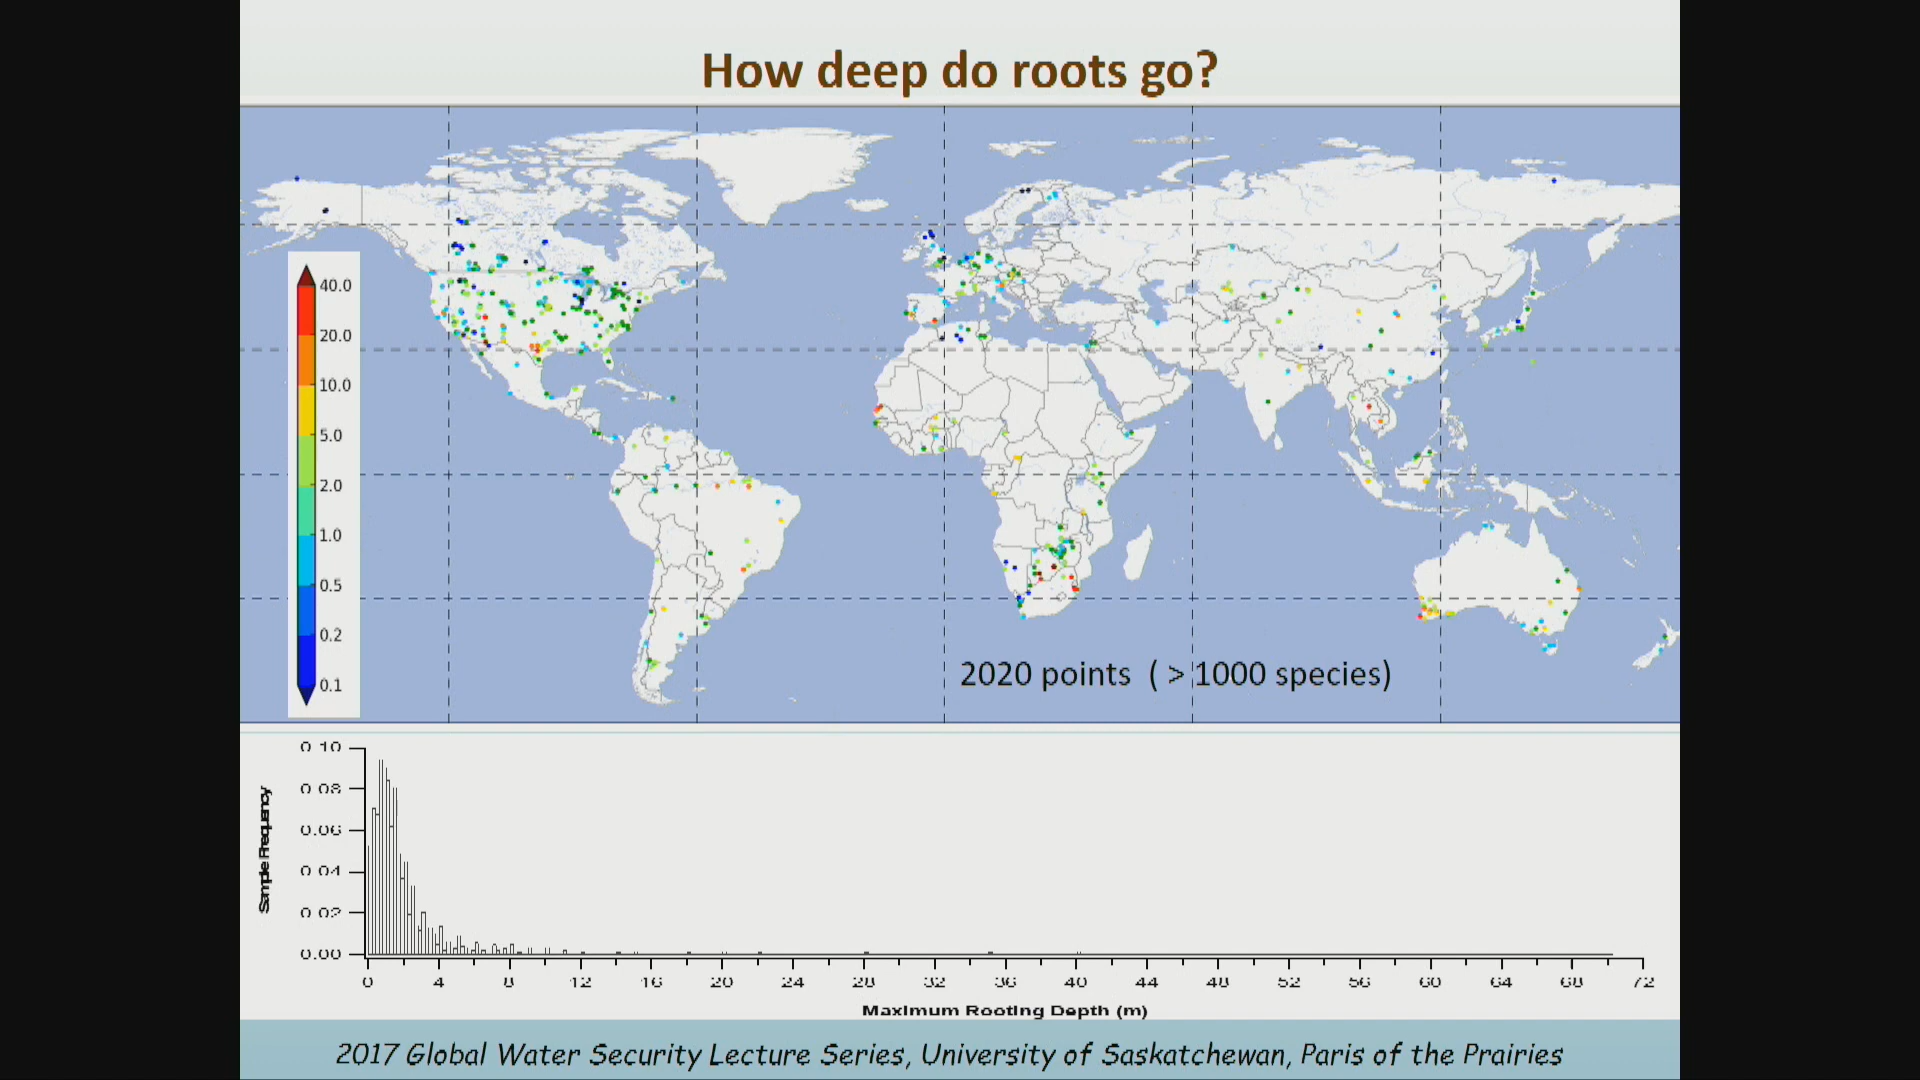 How deep do roots go?
40.0
20.0
10.0
5.0
2.0
1.0
0.5
0.2
0.1
2020 points ( > 1000 species)
0.10
0.08
0.06
0.04
0.02
0.00
Sample Frequency
0 4 8 12 16 20 24 28 32 36 40 44 48 52 56 60 64 68 72
Maximum Rooting Depth (m)
2017 Global Water Security Lecture Series, University of Saskatchewan, Paris of the Prairies